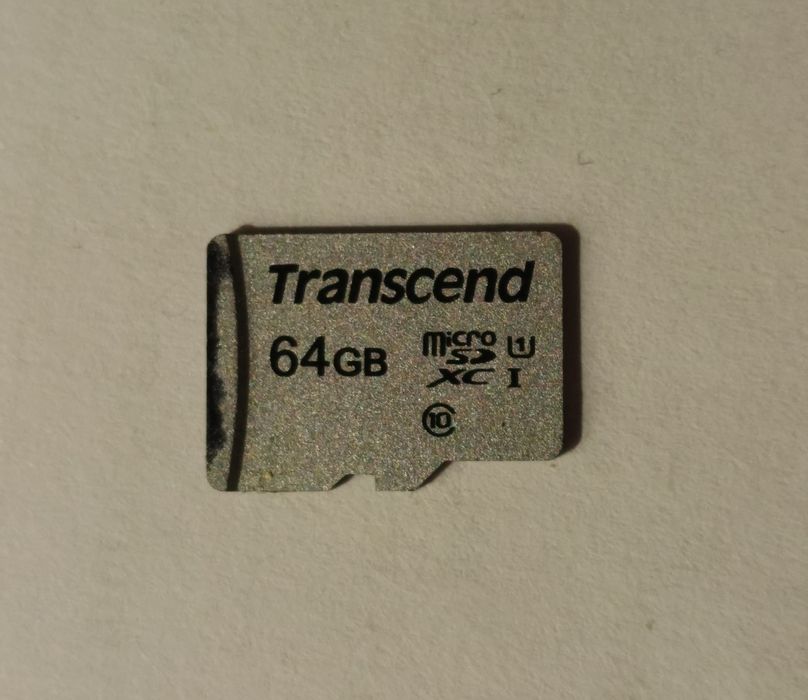 Transcend
64GB
micro SD XC I U1
10